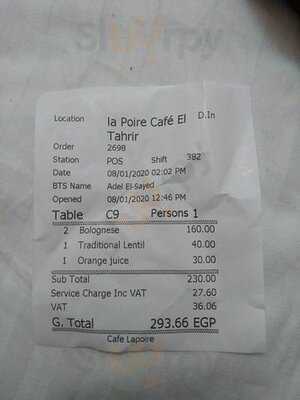 Location la Poire Café El D.In
Tahrir
Order 2698
Station POS Shift 382
Date 08/01/2020 02:02 PM
BTS Name Adel El-Sayed
Opened 08/01/2020 12:46 PM
Table C9 Persons 1
2 Bolognese 160.00
1 Traditional Lentil 40.00
1 Orange juice 30.00
Sub Total 230.00
Service Charge Inc VAT 27.60
VAT 36.06
G. Total 293.66 EGP
Cafe Lapoire